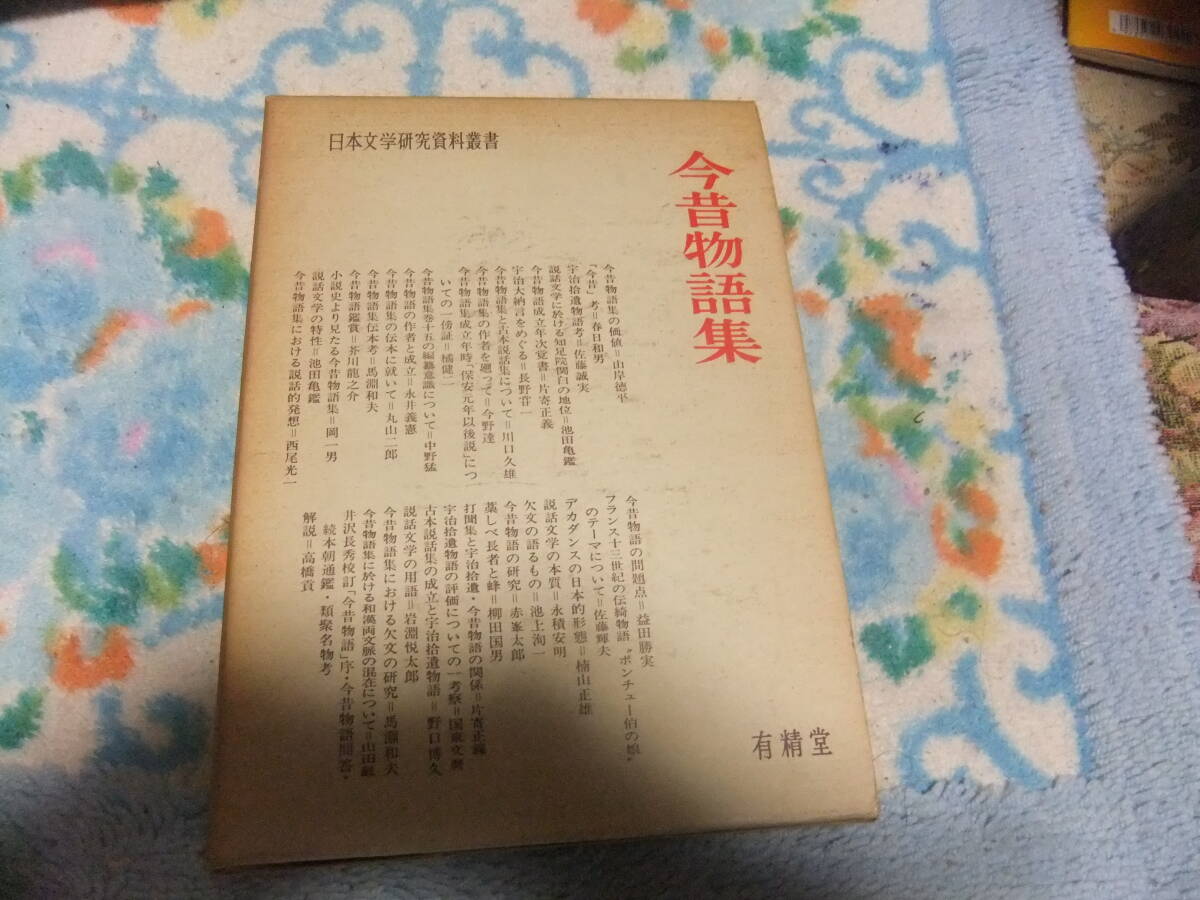 日本文学研究資料叢書
今昔物語集
今昔物語集の価値＝山岸徳平
「今昔」考＝春日和男
宇治拾遺物語考＝佐藤誠実
説話文学に於ける知足院関白の地位＝池田亀鑑
今昔物語成立年次覚書＝片寄正義
宇治大納言をめぐる＝長野甞一
今昔物語集と古本説話集について＝川口久雄
今昔物語集の作者を廻って＝今野達
今昔物語集成立年時「保安元年以後説」につ
いての一傍証＝橘健二
今昔物語集巻十五の編纂意識について＝中野猛
今昔物語の作者と成立＝永井義憲
今昔物語集の伝本に就いて＝丸山二郎
今昔物語集伝本考＝馬淵和夫
今昔物語鑑賞＝芥川龍之介
小説史より見たる今昔物語集＝岡一男
説話文学の特性＝池田亀鑑
今昔物語集における説話的発想＝西尾光一
今昔物語の問題点＝益田勝実
フランス十三世紀の伝綺物語〝ポンチュー伯の娘〟
のテーマについて＝佐藤輝夫
デカダンスの日本的形態＝楠山正雄
説話文学の本質＝永積安明
欠文の語るもの＝池上洵一
今昔物語の研究＝赤峯太郎
藁しべ長者と蜂＝柳田国男
打聞集と宇治拾遺・今昔物語の関係＝片寄正義
宇治拾遺物語の評価についての一考察＝国東文麿
古本説話集の成立と宇治拾遺物語＝野口博久
説話文学の用語＝岩淵悦太郎
今昔物語集における欠文の研究＝馬淵和夫
今昔物語集に於ける和漢両文脈の混在について＝山田巌
井沢長秀校訂「今昔物語」序・今昔物語問答・
続本朝通鑑・類聚名物考
解説＝高橋貢
有精堂